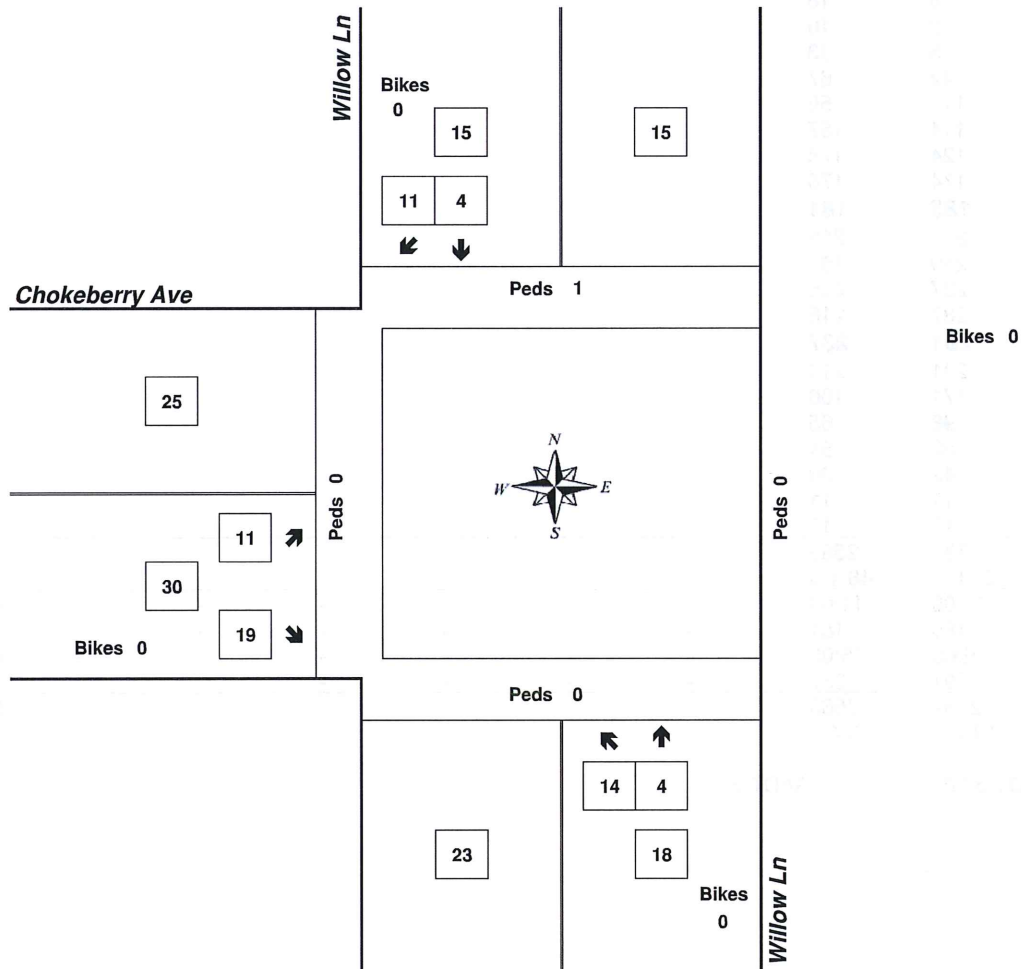 Willow Ln
Bikes
0
15
15
11 4
Peds 1
Chokeberry Ave
Bikes 0
25
N
W E
S
Peds 0
Peds 0
11
30
19
Bikes 0
Peds 0
14 4
23
18
Bikes
0
Willow Ln